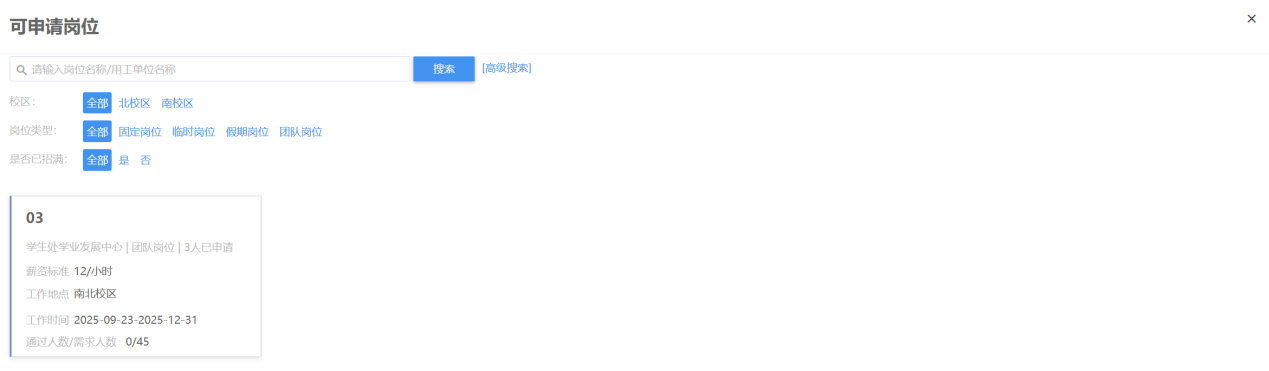 可申请岗位
×
请输入岗位名称/用工单位名称
搜索 [高级搜索]
校区: 全部 北校区 南校区
岗位类型: 全部 固定岗位 临时岗位 假期岗位 团队岗位
是否已招满: 全部 是 否
03
学生处学业发展中心 | 团队岗位 | 3人已申请
薪资标准 12/小时
工作地点 南北校区
工作时间 2025-09-23-2025-12-31
通过人数/需求人数 0/45